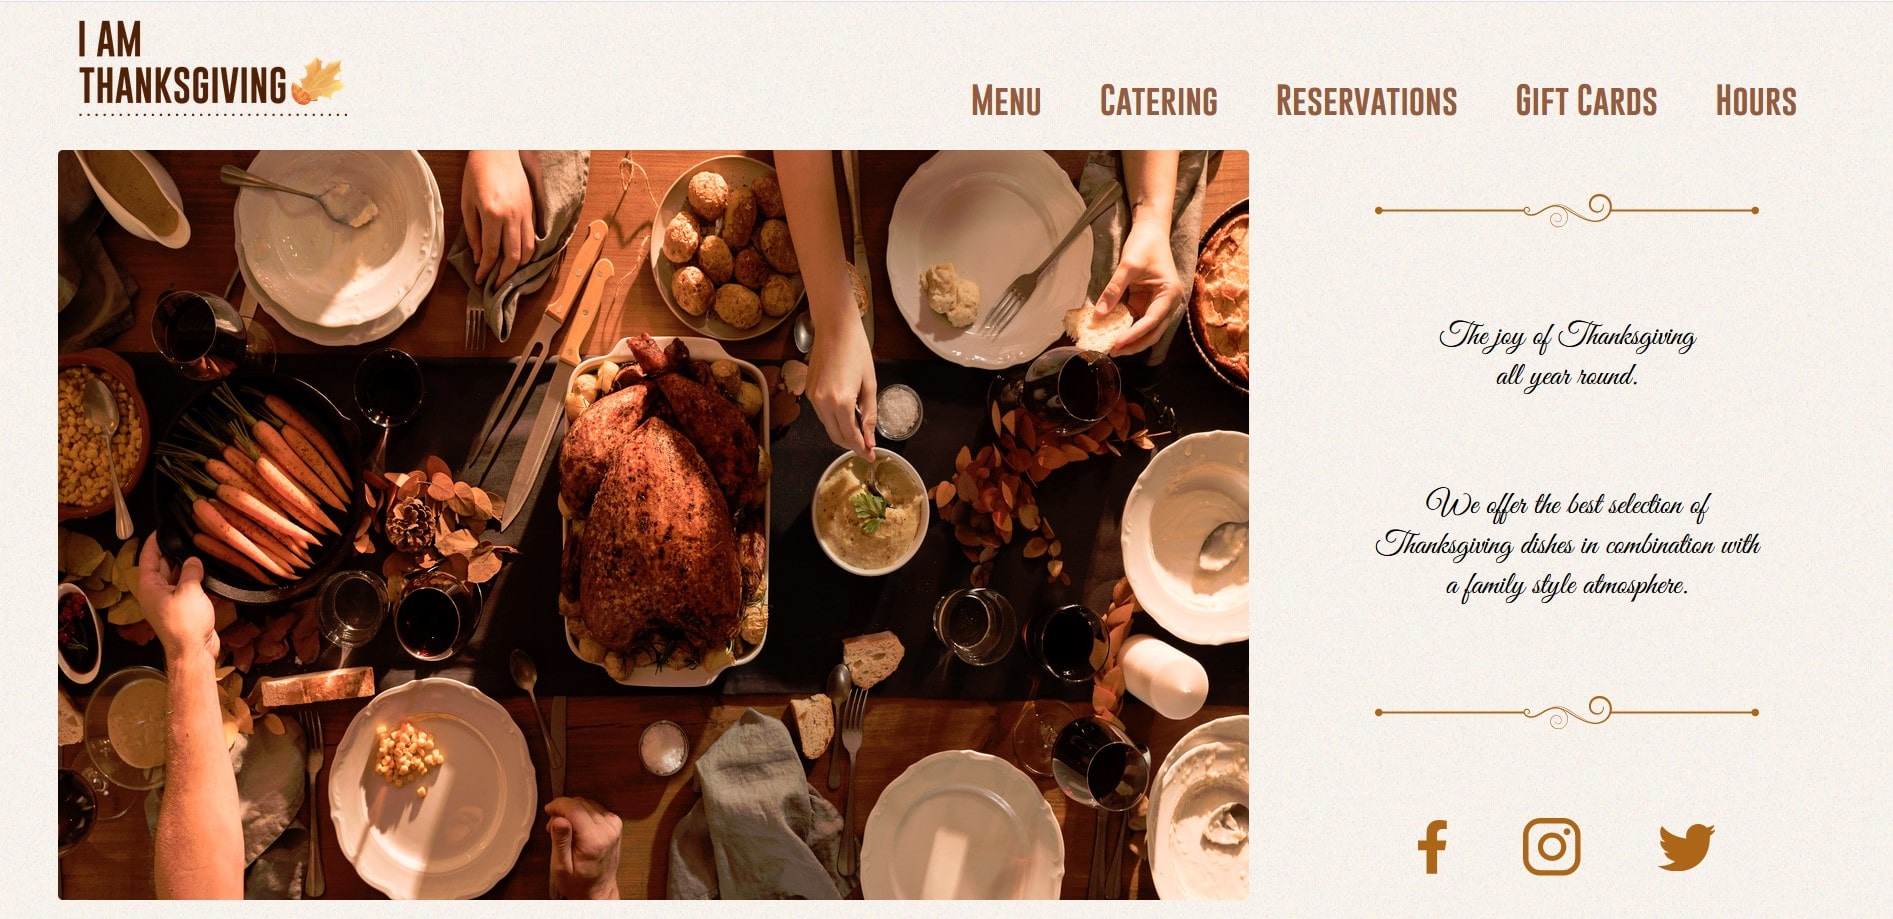 I AM
THANKSGIVING
Menu Catering Reservations Gift Cards Hours
The joy of Thanksgiving
all year round.
We offer the best selection of
Thanksgiving dishes in combination with
a family style atmosphere.